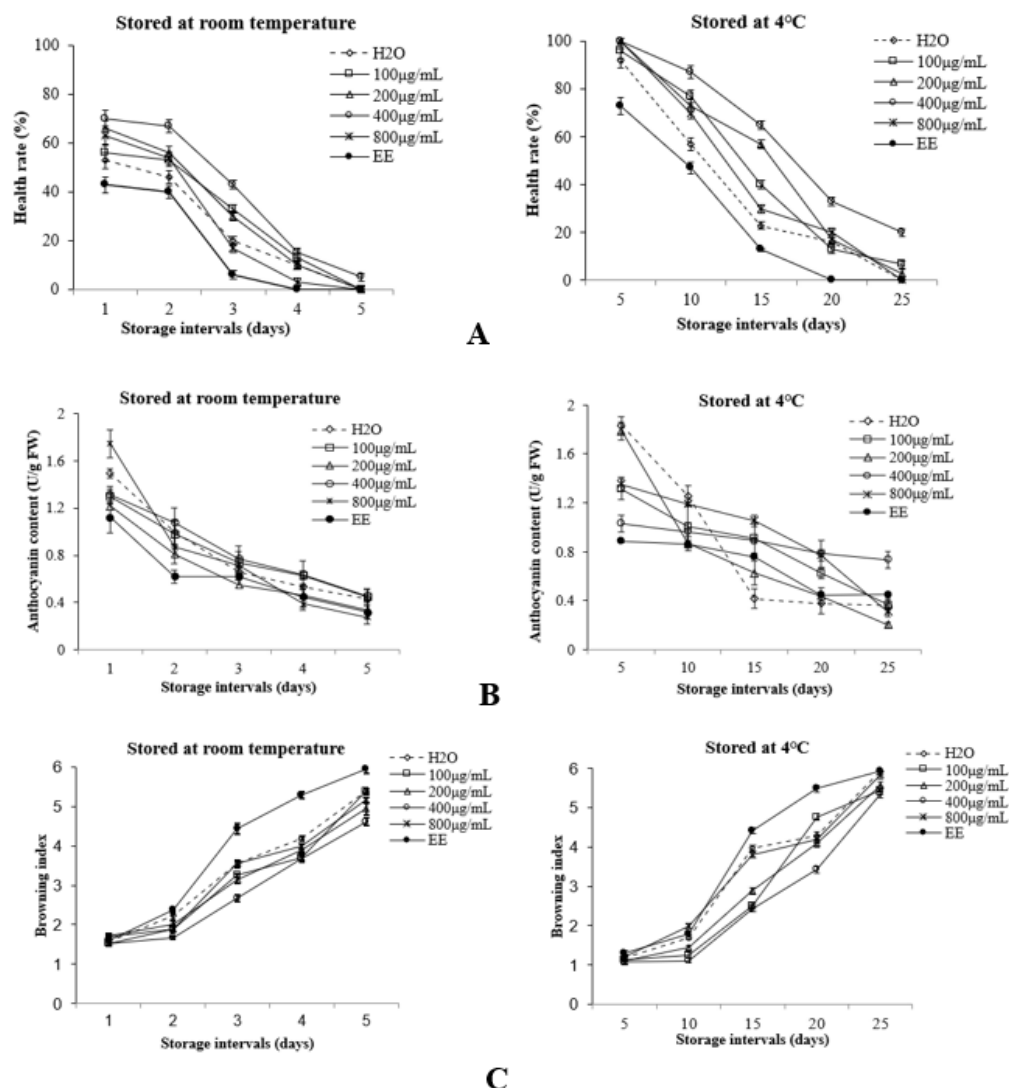 Stored at room temperature
Health rate (%)
100
80
60
40
20
0
H2O
100μg/mL
200μg/mL
400μg/mL
800μg/mL
EE
1 2 3 4 5
Storage intervals (days)
Stored at 4°C
Health rate (%)
100
90
80
70
60
50
40
30
20
10
0
H2O
100μg/mL
200μg/mL
400μg/mL
800μg/mL
EE
5 10 15 20 25
Storage intervals (days)
A
Stored at room temperature
Anthocyanin content (U/g FW)
2
1.6
1.2
0.8
0.4
0
H2O
100μg/mL
200μg/mL
400μg/mL
800μg/mL
EE
1 2 3 4 5
Storage intervals (days)
Stored at 4°C
Anthocyanin content (U/g FW)
2
1.6
1.2
0.8
0.4
0
H2O
100μg/mL
200μg/mL
400μg/mL
800μg/mL
EE
5 10 15 20 25
Storage intervals (days)
B
Stored at room temperature
Browning index
6
5
4
3
2
1
0
H2O
100μg/mL
200μg/mL
400μg/mL
800μg/mL
EE
1 2 3 4 5
Storage intervals (days)
Stored at 4°C
Browning index
6
5
4
3
2
1
0
H2O
100μg/mL
200μg/mL
400μg/mL
800μg/mL
EE
5 10 15 20 25
Storage intervals (days)
C